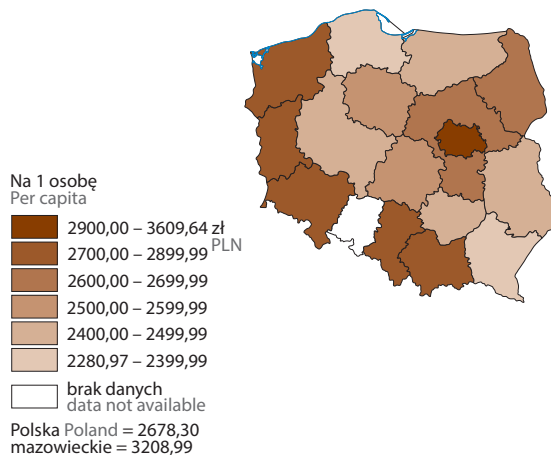 Na 1 osobę
Per capita
2900,00 – 3609,64 zł
PLN
2700,00 – 2899,99
2600,00 – 2699,99
2500,00 – 2599,99
2400,00 – 2499,99
2280,97 – 2399,99
brak danych
data not available
Polska Poland = 2678,30
mazowieckie = 3208,99